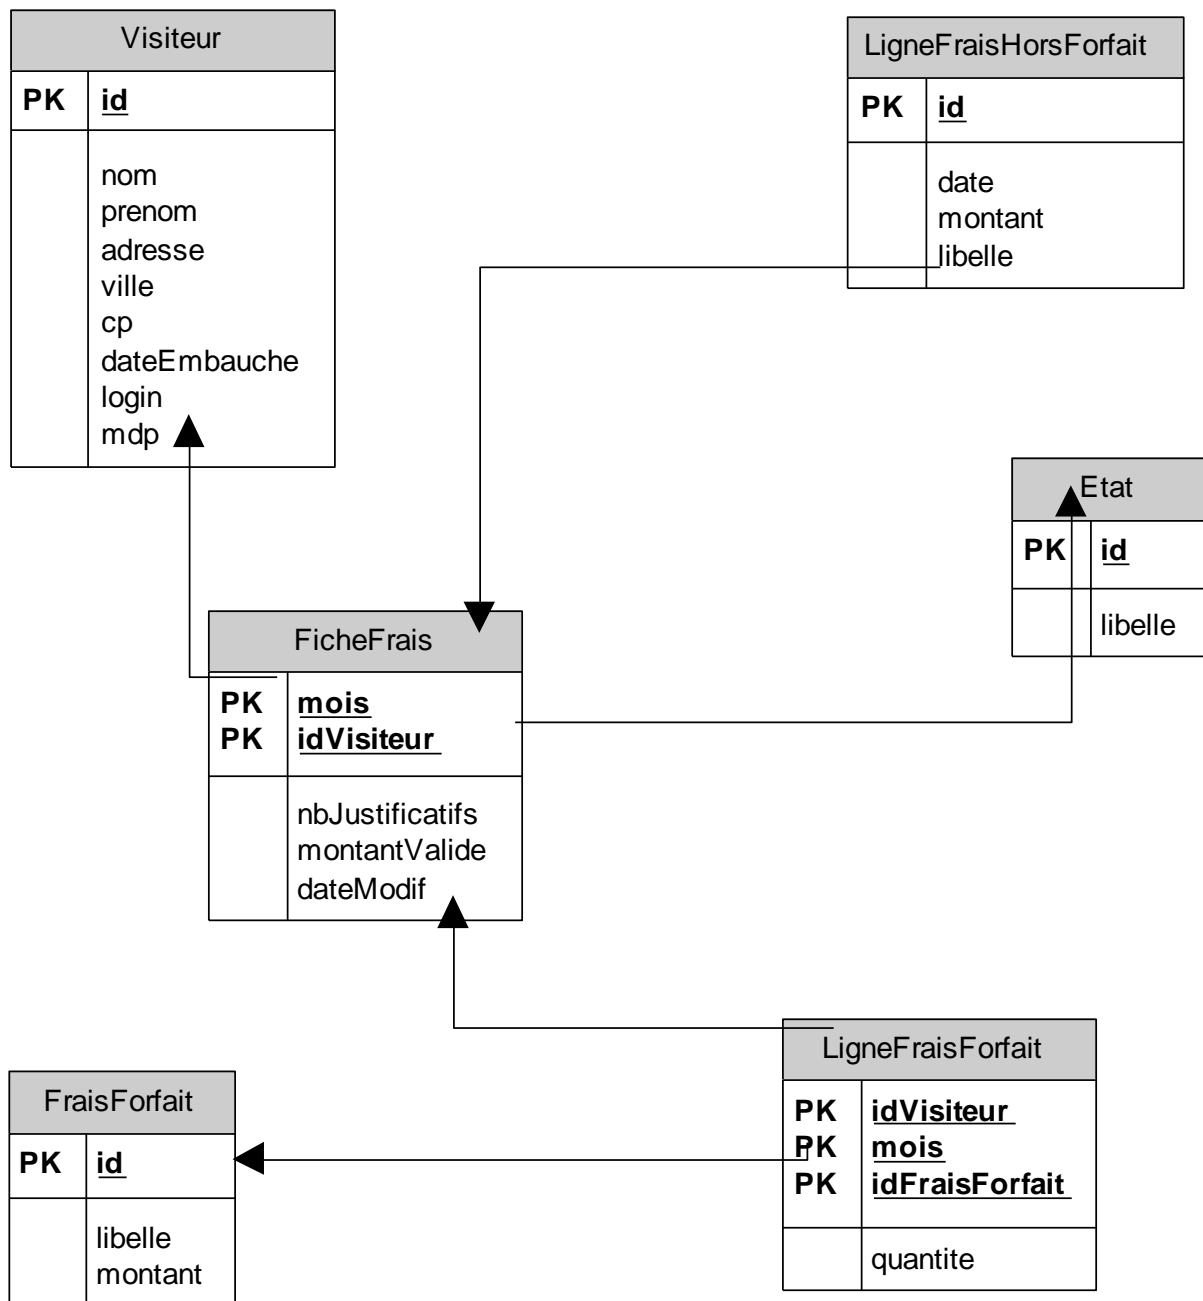 Visiteur
PK id
nom
prenom
adresse
ville
cp
dateEmbauche
login
mdp
LigneFraisHorsForfait
PK id
date
montant
libelle
Etat
PK id
libelle
FicheFrais
PK mois
PK idVisiteur
nbJustificatifs
montantValide
dateModif
LigneFraisForfait
PK idVisiteur
PK mois
PK idFraisForfait
quantite
FraisForfait
PK id
libelle
montant